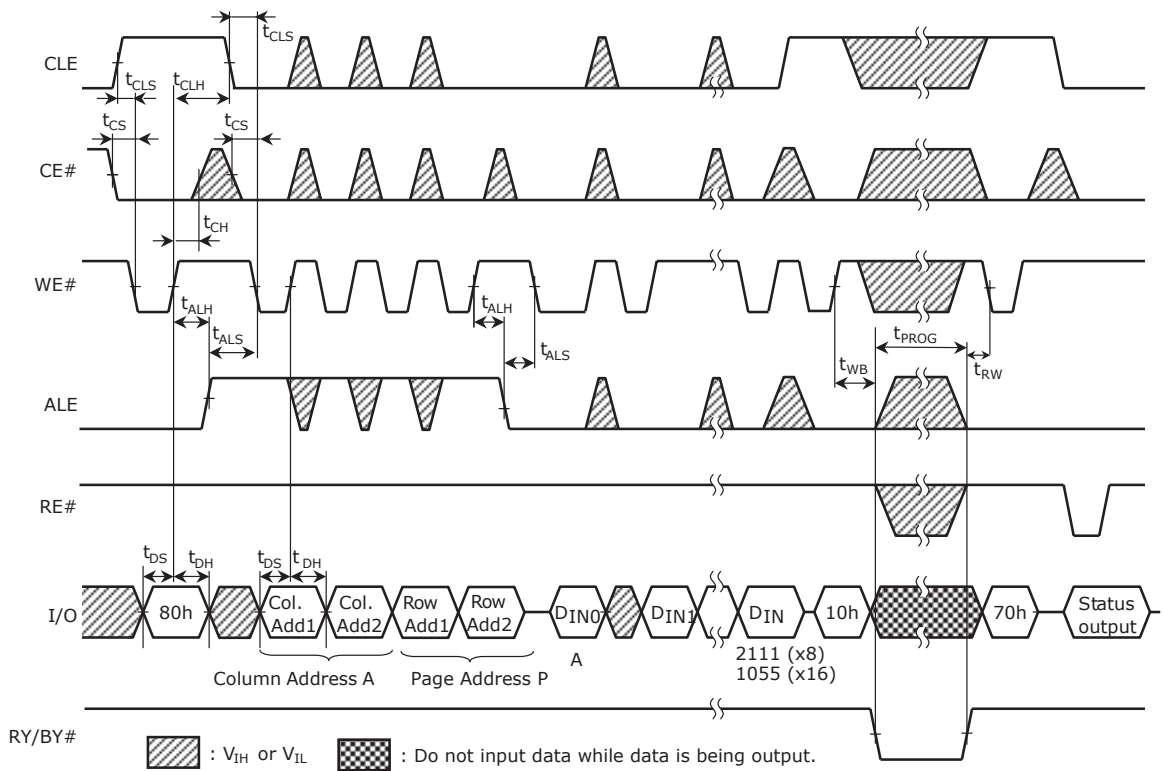 tCLS
CLE
tCLS tCLH
tCS tCS
CE#
tCH
WE#
tALH tALH
tALS tALS
tPROG
tWB tRW
ALE
RE#
tDS tDH tDS tDH
I/O 80h Col. Add1 Col. Add2 Row Add1 Row Add2 DIN0 DIN1 DIN 10h 70h Status output
A
2111 (x8)
1055 (x16)
Column Address A Page Address P
RY/BY#
: VIH or VIL : Do not input data while data is being output.